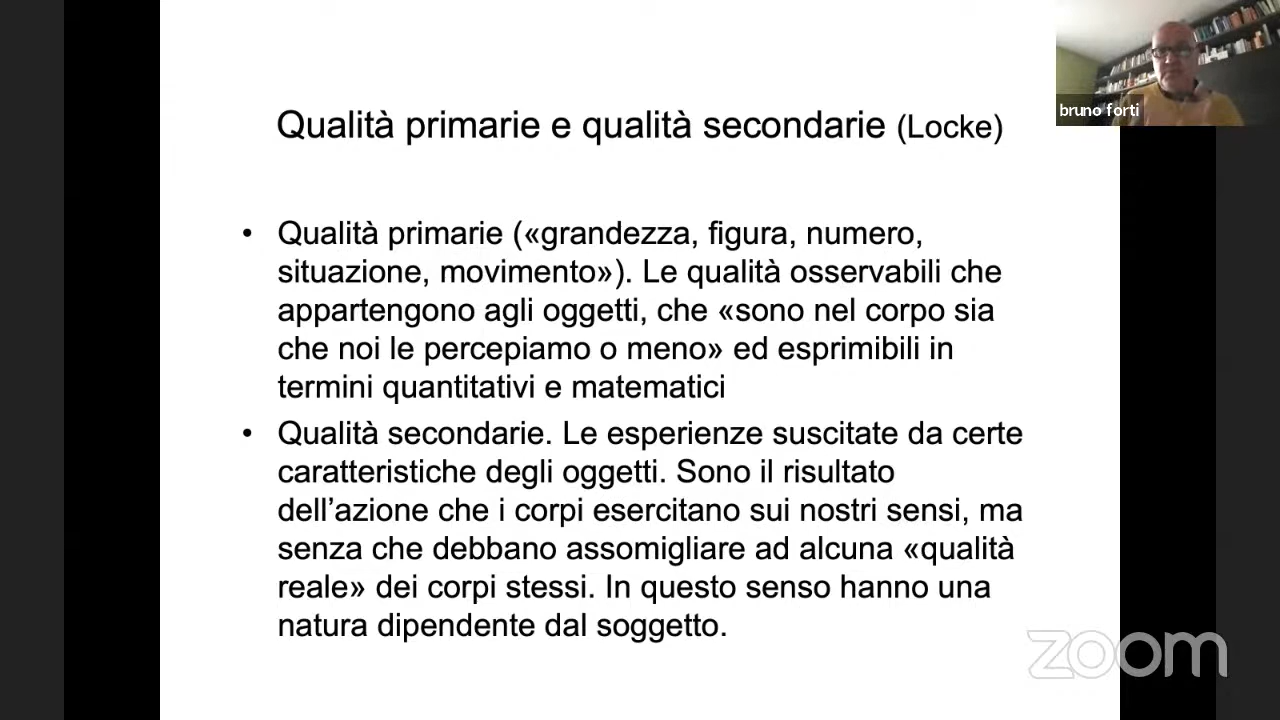 Qualità primarie e qualità secondarie (Locke)
bruno forti
• Qualità primarie («grandezza, figura, numero,
situazione, movimento»). Le qualità osservabili che
appartengono agli oggetti, che «sono nel corpo sia
che noi le percepiamo o meno» ed esprimibili in
termini quantitativi e matematici
• Qualità secondarie. Le esperienze suscitate da certe
caratteristiche degli oggetti. Sono il risultato
dell’azione che i corpi esercitano sui nostri sensi, ma
senza che debbano assomigliare ad alcuna «qualità
reale» dei corpi stessi. In questo senso hanno una
natura dipendente dal soggetto.
zoom